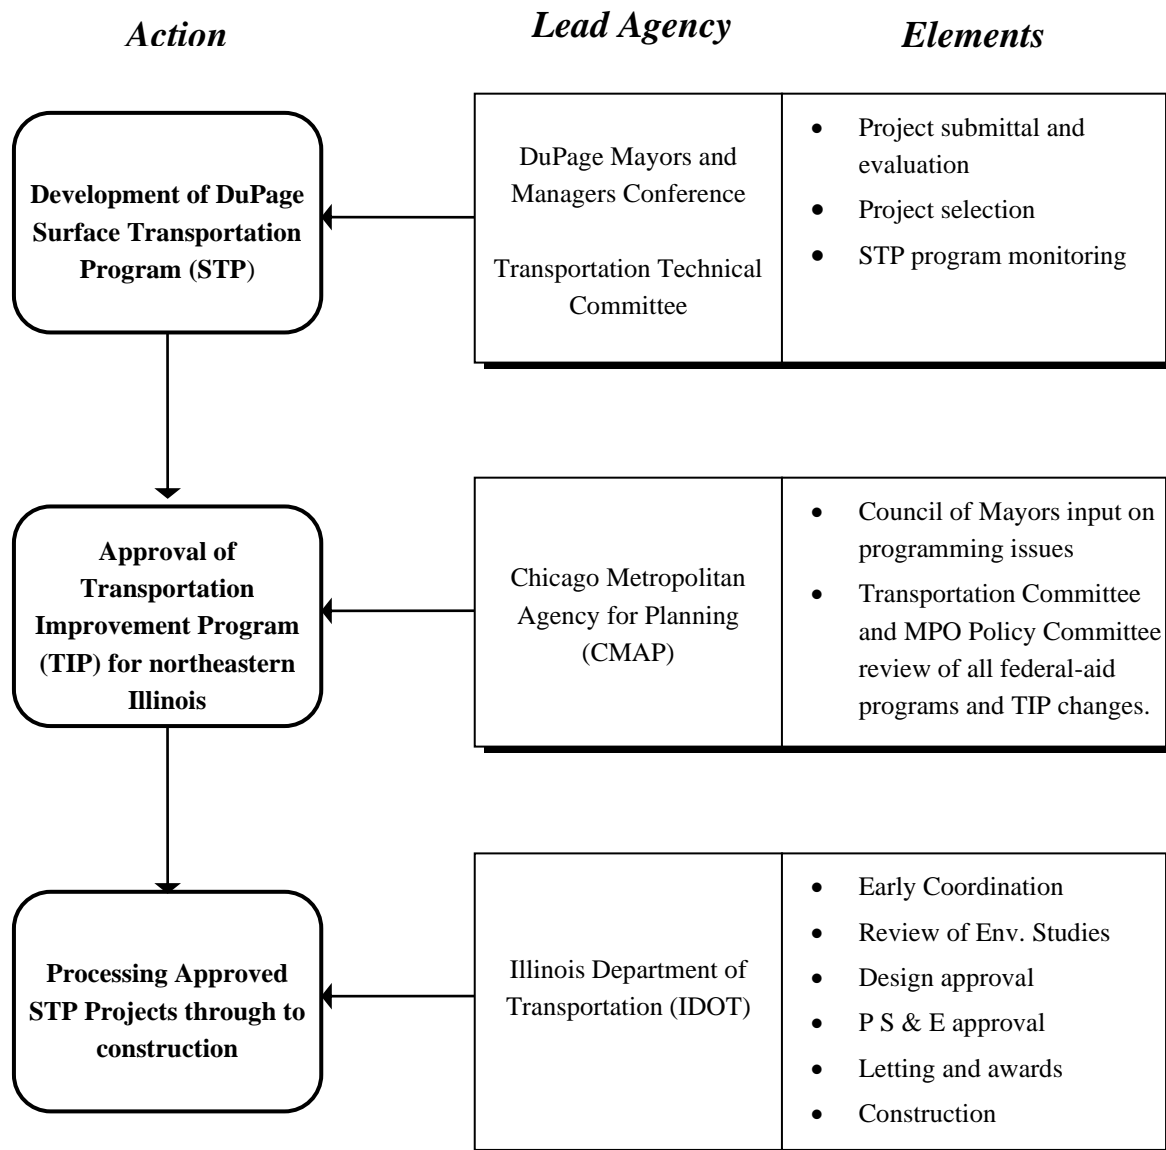 Action
Lead Agency
Elements
Development of DuPage
Surface Transportation
Program (STP)
DuPage Mayors and
Managers Conference
Transportation Technical
Committee
• Project submittal and
evaluation
• Project selection
• STP program monitoring
Approval of
Transportation
Improvement Program
(TIP) for northeastern
Illinois
Chicago Metropolitan
Agency for Planning
(CMAP)
• Council of Mayors input on
programming issues
• Transportation Committee
and MPO Policy Committee
review of all federal-aid
programs and TIP changes.
Processing Approved
STP Projects through to
construction
Illinois Department of
Transportation (IDOT)
• Early Coordination
• Review of Env. Studies
• Design approval
• P S & E approval
• Letting and awards
• Construction